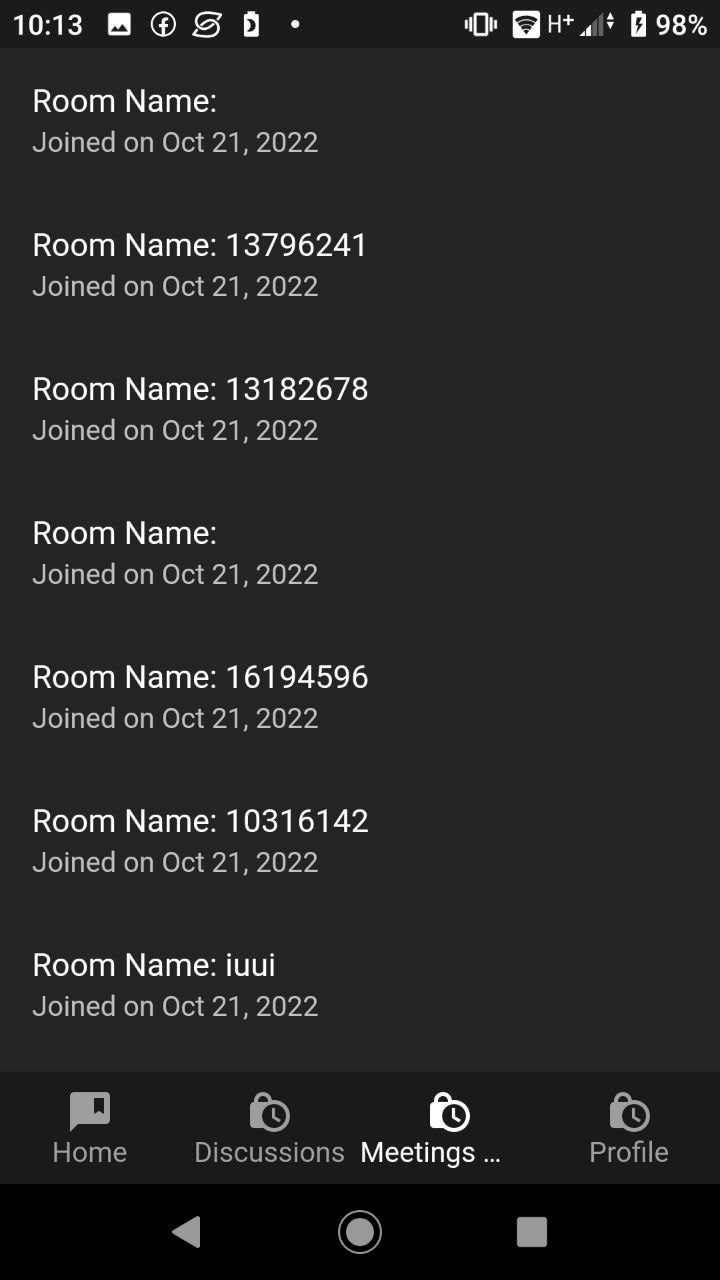 10:13 H+ 98%
Room Name:
Joined on Oct 21, 2022
Room Name: 13796241
Joined on Oct 21, 2022
Room Name: 13182678
Joined on Oct 21, 2022
Room Name:
Joined on Oct 21, 2022
Room Name: 16194596
Joined on Oct 21, 2022
Room Name: 10316142
Joined on Oct 21, 2022
Room Name: iuui
Joined on Oct 21, 2022
Home Discussions Meetings ... Profile